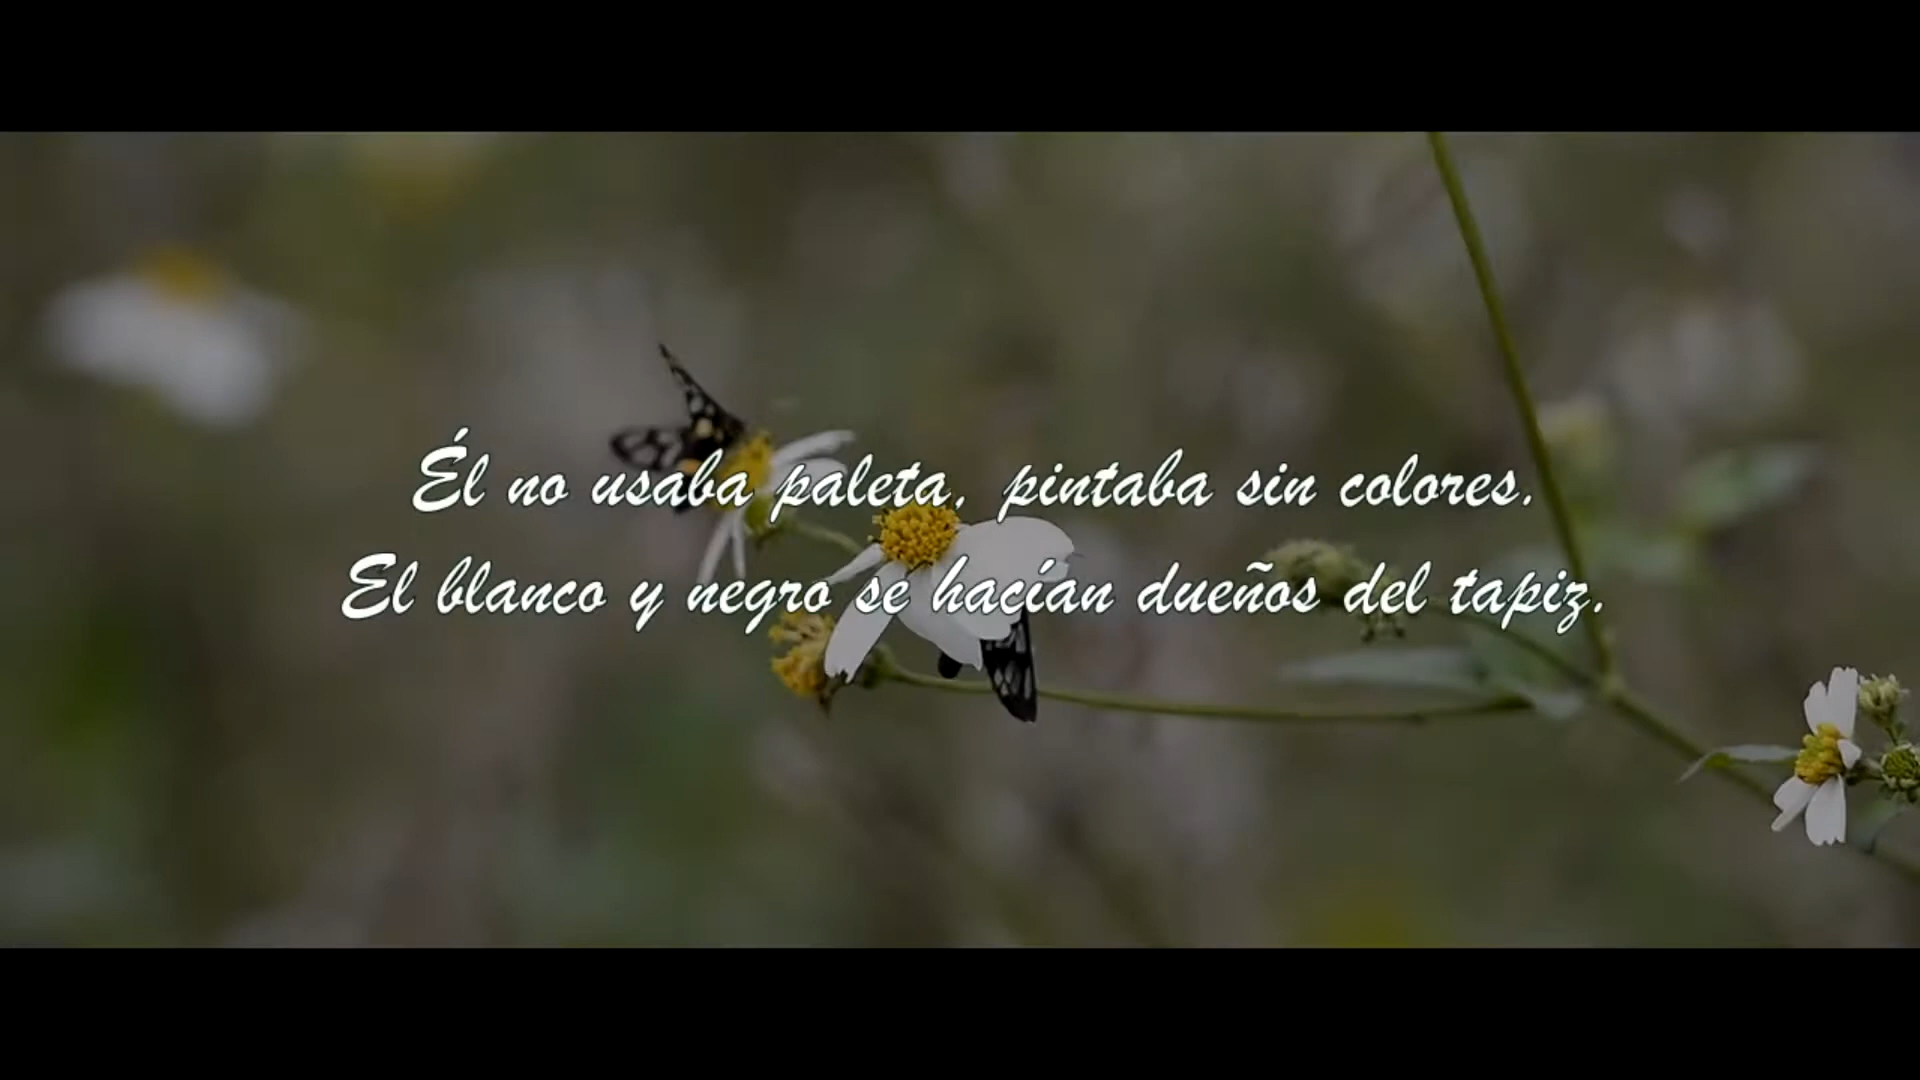 Él no usaba paleta, pintaba sin colores.
El blanco y negro se hacían dueños del tapiz.